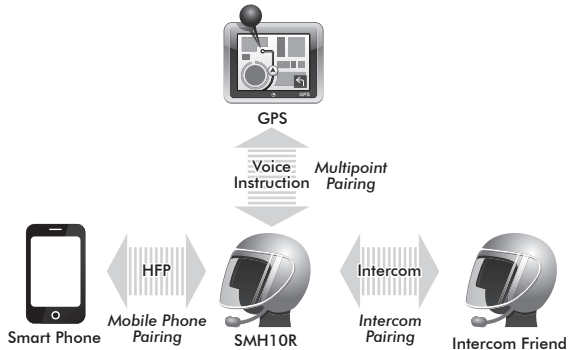 GPS
GPS
Voice
Instruction
Multipoint
Pairing
HFP
Intercom
Smart Phone
Mobile Phone
Pairing
SMH10R
Intercom
Pairing
Intercom Friend